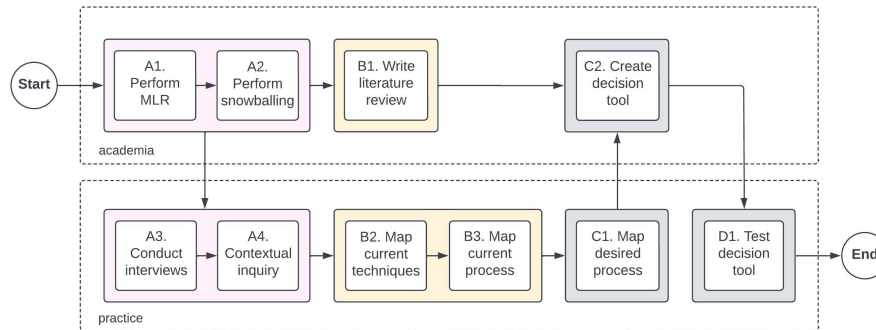 Start
A1.
Perform
MLR
A2.
Perform
snowballing
B1. Write
literature
review
C2. Create
decision
tool
academia
A3.
Conduct
interviews
A4.
Contextual
inquiry
B2. Map
current
techniques
B3. Map
current
process
C1. Map
desired
process
D1. Test
decision
tool
End
practice